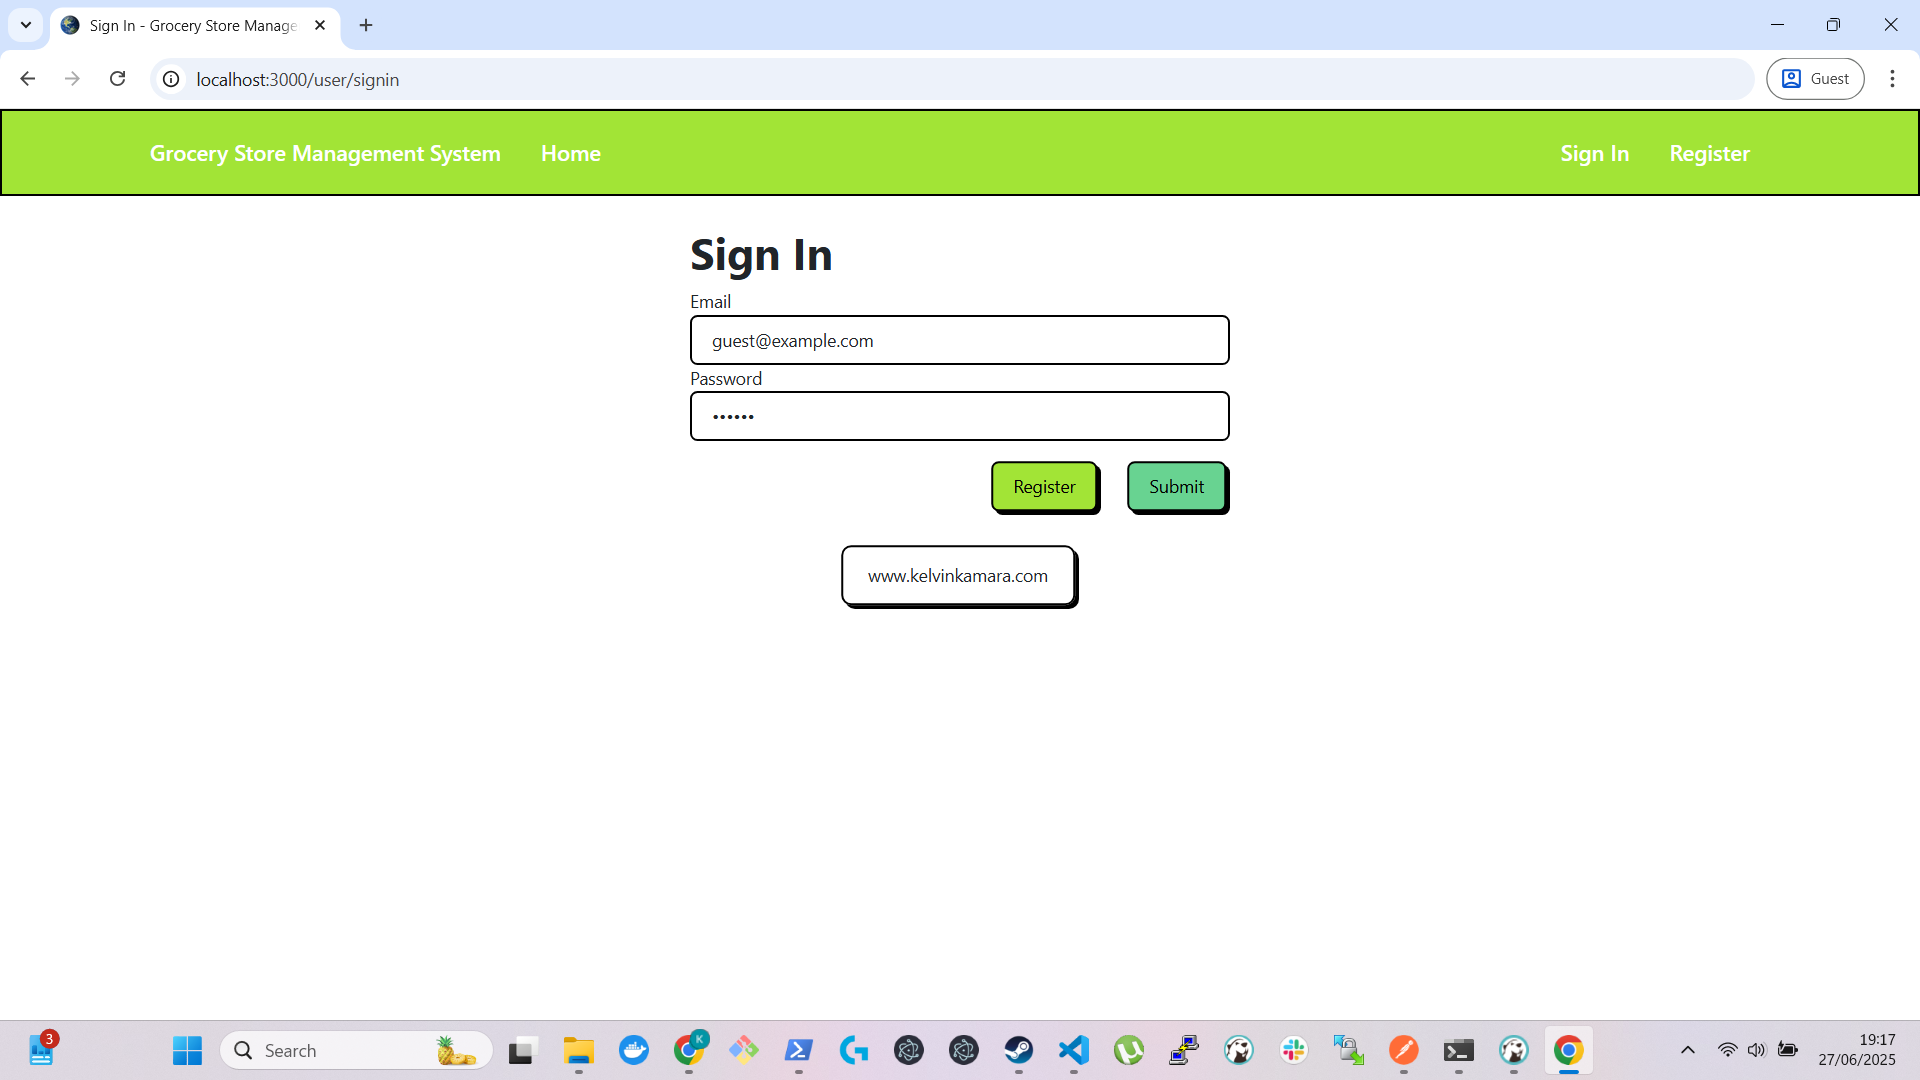 Sign In - Grocery Store Manage
localhost:3000/user/signin
Guest
Grocery Store Management System Home Sign In Register
Sign In
Email
guest@example.com
Password
••••••
Register Submit
www.kelvinkamara.com
3
Search
K
19:17
27/06/2025